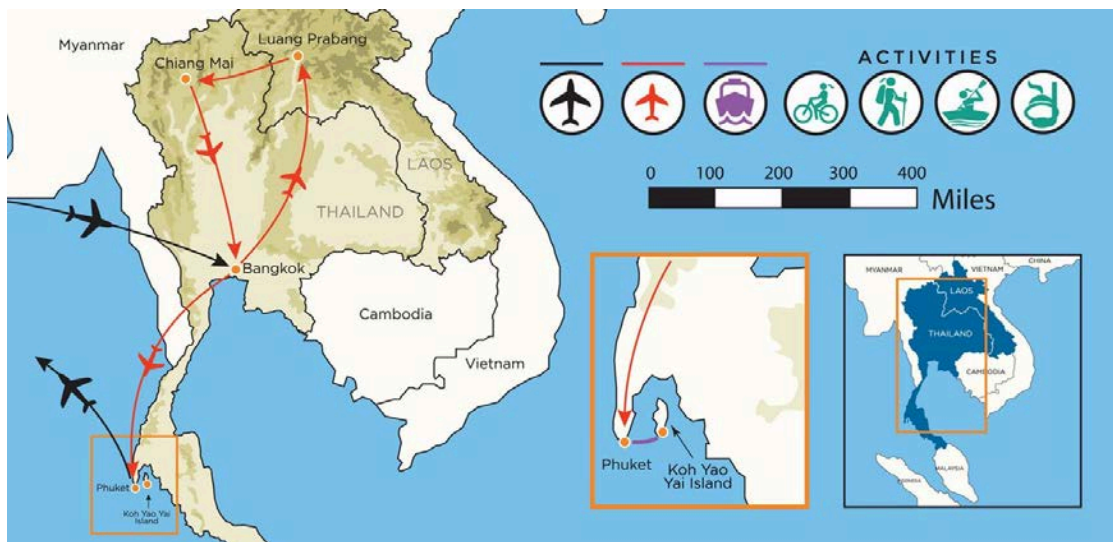 Myanmar
Luang Prabang
Chiang Mai
LAOS
THAILAND
Bangkok
Cambodia
Vietnam
Phuket
Koh Yao Yai
Island
ACTIVITIES
0 100 200 300 400
Miles
Phuket
Koh Yao
Yai Island
MYANMAR
VIETNAM
CHINA
LAOS
THAILAND
CAMBODIA
MALAYSIA